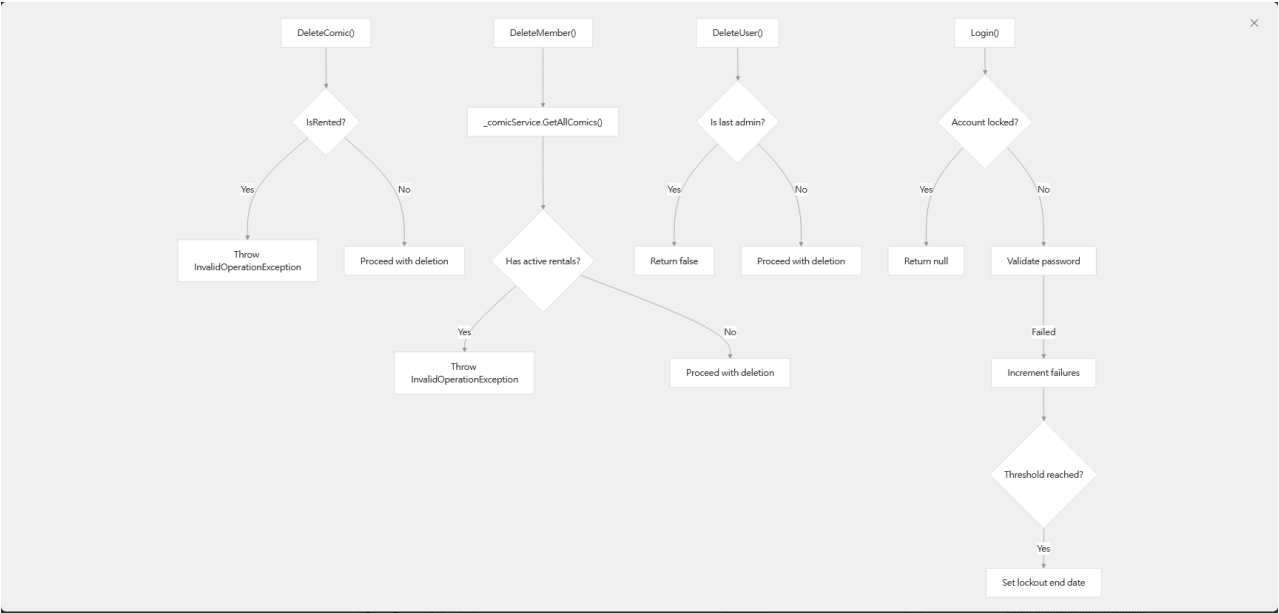 DeleteComic()
DeleteMember()
DeleteUser()
Login()
IsRented?
_comicService.GetAllComics()
Is last admin?
Account locked?
Yes
No
Yes
No
Yes
No
Throw
InvalidOperationException
Proceed with deletion
Has active rentals?
Return false
Proceed with deletion
Return null
Validate password
Yes
No
Failed
Throw
InvalidOperationException
Proceed with deletion
Increment failures
Threshold reached?
Yes
Set lockout end date